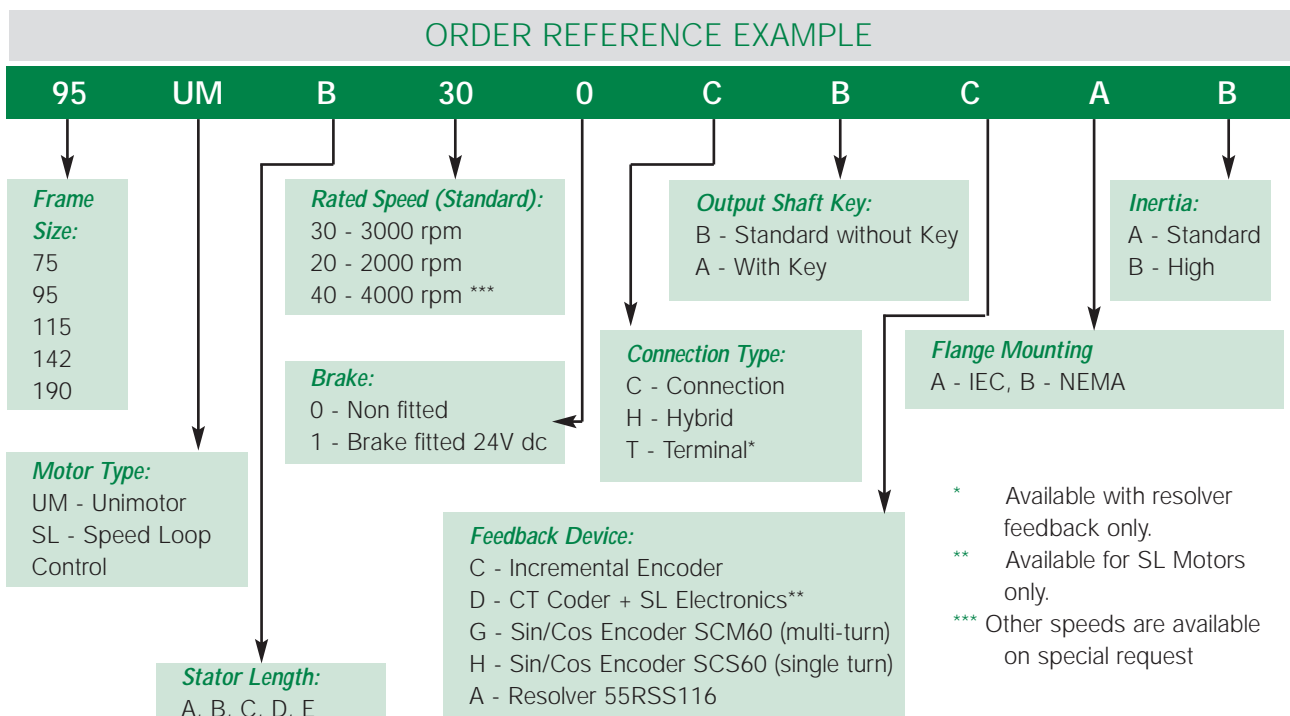 ORDER REFERENCE EXAMPLE
95 UM B 30 0 C B C A B
Frame
Size:
75
95
115
142
190
Rated Speed (Standard):
30 - 3000 rpm
20 - 2000 rpm
40 - 4000 rpm ***
Output Shaft Key:
B - Standard without Key
A - With Key
Inertia:
A - Standard
B - High
Brake:
0 - Non fitted
1 - Brake fitted 24V dc
Connection Type:
C - Connection
H - Hybrid
T - Terminal*
Flange Mounting
A - IEC, B - NEMA
Motor Type:
UM - Unimotor
SL - Speed Loop
Control
Feedback Device:
C - Incremental Encoder
D - CT Coder + SL Electronics**
G - Sin/Cos Encoder SCM60 (multi-turn)
H - Sin/Cos Encoder SCS60 (single turn)
A - Resolver 55RSS116
* Available with resolver
feedback only.
** Available for SL Motors
only.
*** Other speeds are available
on special request
Stator Length:
A, B, C, D, E